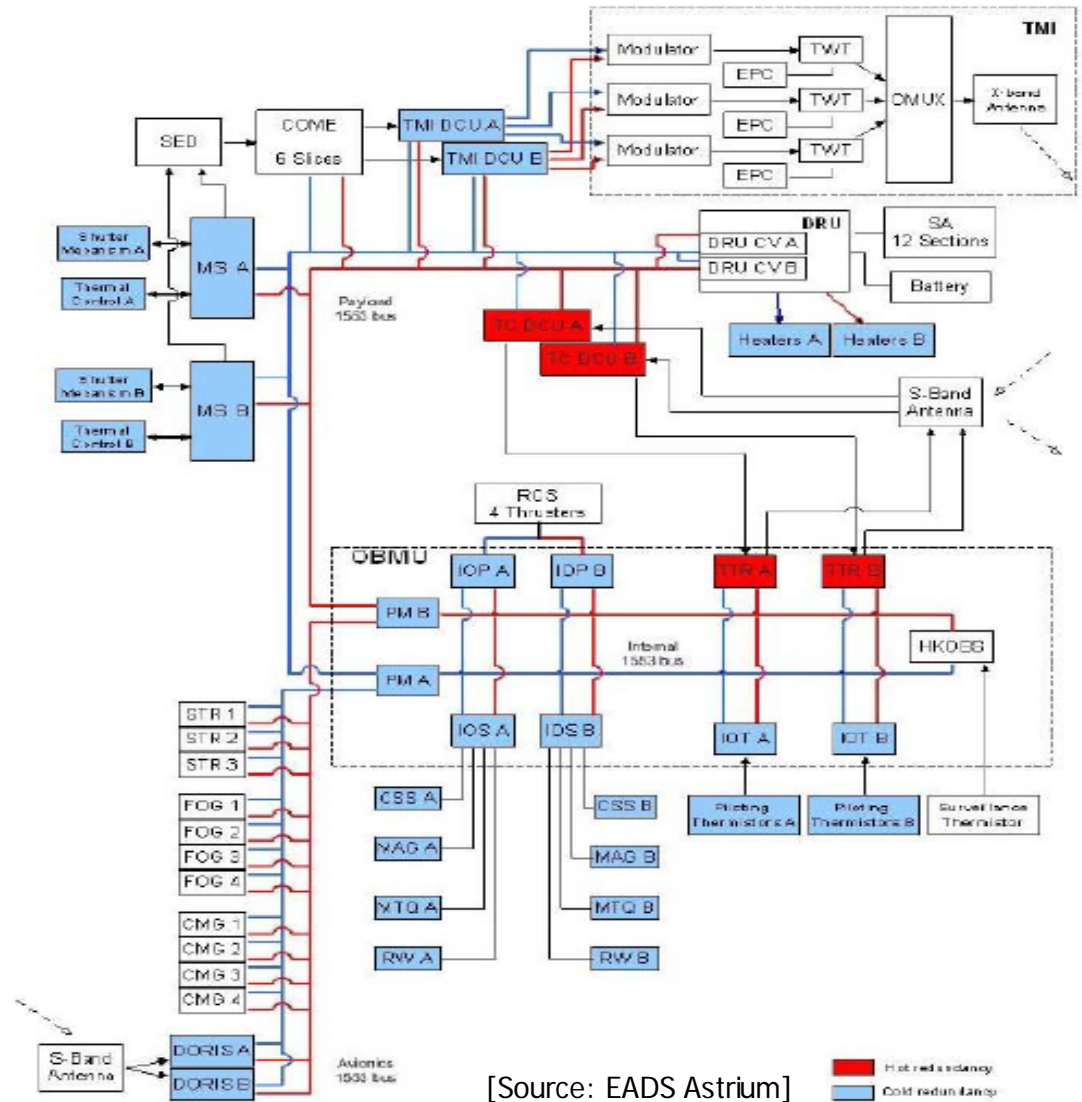 TMI
Modulator
TWT
EPC
Modulator
TWT
EPC
Modulator
TWT
EPC
OMUX
X-band
Antenna
SED
COME
6 Slices
TMI DCU A
TMI DCU B
Shutter
Mechanism A
Thermal
Control A
MS A
Payload
1553 bus
Shutter
Mechanism B
Thermal
Control B
MS B
DRU
DRU CV A
DRU CV B
SA
12 Sections
Battery
Heaters A
Heaters B
TC DCU A
TC DCU B
S-Band
Antenna
RCS
4 Thrusters
OBMU
IOP A
IOP B
TTR A
TTR B
PM B
Internal
1553 bus
HKOBS
PM A
IOS A
IOS B
IOT A
IOT B
STR 1
STR 2
STR 3
FOG 1
FOG 2
FOG 3
FOG 4
CMG 1
CMG 2
CMG 3
CMG 4
CSS A
MAG A
MTQ A
RW A
CSS B
MAG B
MTQ B
RW B
Piloting
Thermistors A
Piloting
Thermistors B
Surveillance
Thermistor
S-Band
Antenna
DORIS A
DORIS B
Avionics
1553 bus
[Source: EADS Astrium]
Hot redundancy
Cold redundancy